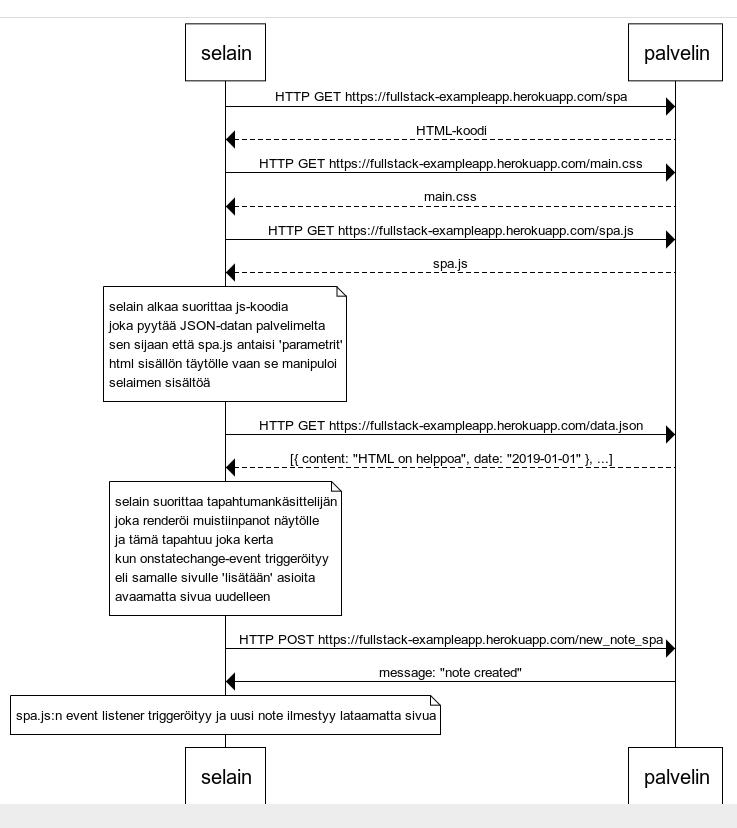 selain
palvelin
HTTP GET https://fullstack-exampleapp.herokuapp.com/spa
HTML-koodi
HTTP GET https://fullstack-exampleapp.herokuapp.com/main.css
main.css
HTTP GET https://fullstack-exampleapp.herokuapp.com/spa.js
spa.js
selain alkaa suorittaa js-koodia
joka pyytää JSON-datan palvelimelta
sen sijaan että spa.js antaisi 'parametrit'
html sisällön täytölle vaan se manipuloi
selaimen sisältöä
HTTP GET https://fullstack-exampleapp.herokuapp.com/data.json
[{ content: "HTML on helppoa", date: "2019-01-01" }, ...]
selain suorittaa tapahtumankäsittelijän
joka renderöi muistiinpanot näytölle
ja tämä tapahtuu joka kerta
kun onstatechange-event triggeröityy
eli samalle sivulle 'lisätään' asioita
avaamatta sivua uudelleen
HTTP POST https://fullstack-exampleapp.herokuapp.com/new_note_spa
message: "note created"
spa.js:n event listener triggeröityy ja uusi note ilmestyy lataamatta sivua
selain
palvelin